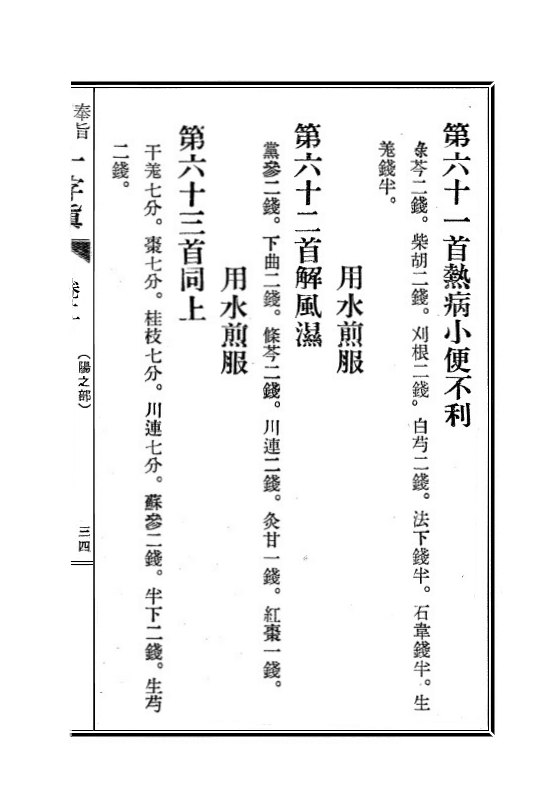 第六十一首熱病小便不利
條芩二錢。柴胡二錢。刈根二錢。白芍二錢。法下錢半。石韋錢半。生
羌錢半。
用水煎服
第六十二首解風濕
黨參二錢。下曲二錢。條芩二錢。川連二錢。灸甘一錢。紅棗一錢。
用水煎服
第六十三首同上
干羌七分。棗七分。桂枝七分。川連七分。蘇參二錢。半下二錢。生芍
二錢。
奉旨
(陽之部)
三四